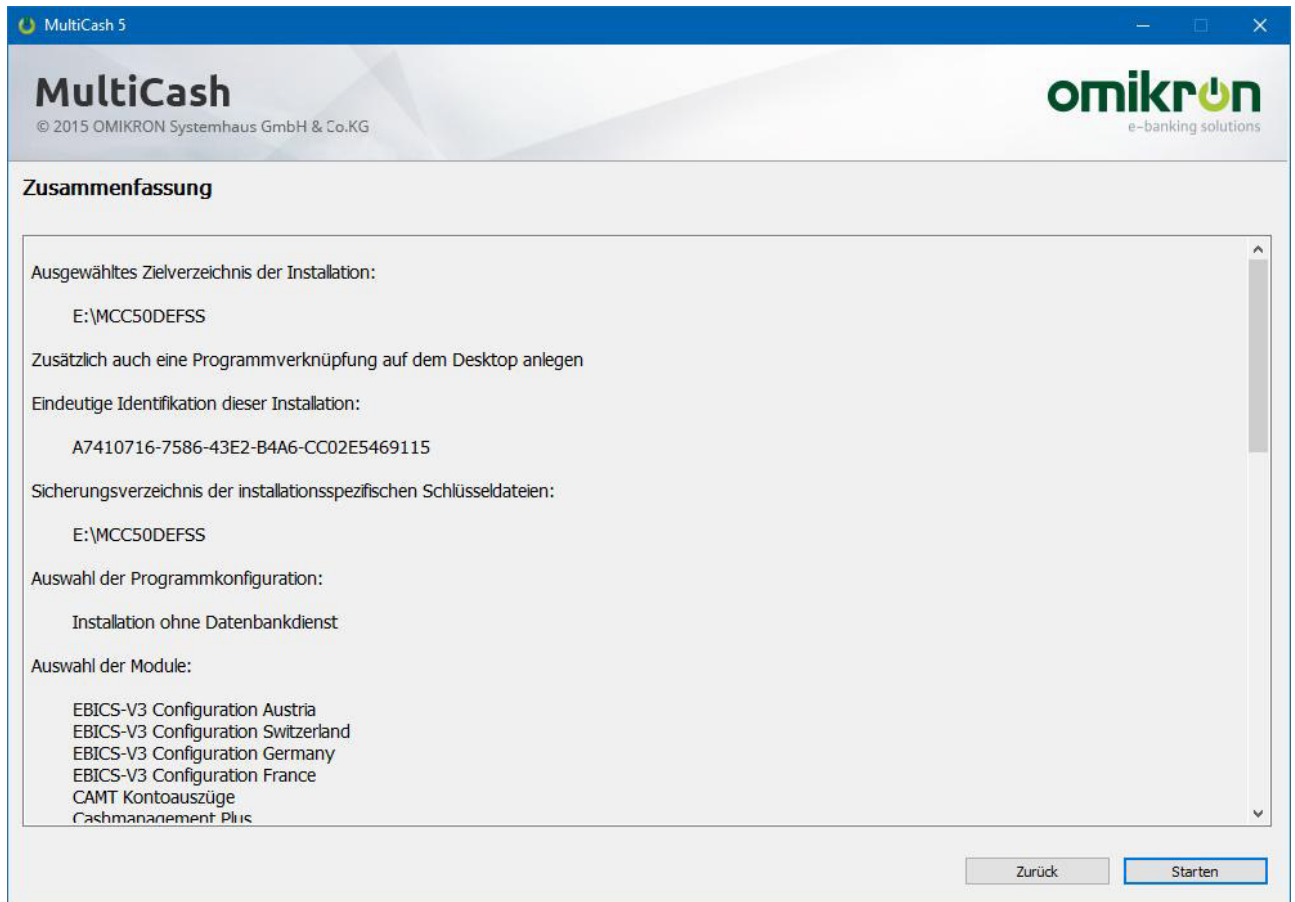 MultiCash 5
MultiCash
© 2015 OMIKRON Systemhaus GmbH & Co.KG
omikron
e-banking solutions
Zusammenfassung
Ausgewähltes Zielverzeichnis der Installation:
E:\MCC50DEFSS
Zusätzlich auch eine Programmverknüpfung auf dem Desktop anlegen
Eindeutige Identifikation dieser Installation:
A7410716-7586-43E2-B4A6-CC02E5469115
Sicherungsverzeichnis der installationsspezifischen Schlüsseldateien:
E:\MCC50DEFSS
Auswahl der Programmkonfiguration:
Installation ohne Datenbankdienst
Auswahl der Module:
EBICS-V3 Configuration Austria
EBICS-V3 Configuration Switzerland
EBICS-V3 Configuration Germany
EBICS-V3 Configuration France
CAMT Kontoauszüge
Cashmanagement Plus
Zurück
Starten